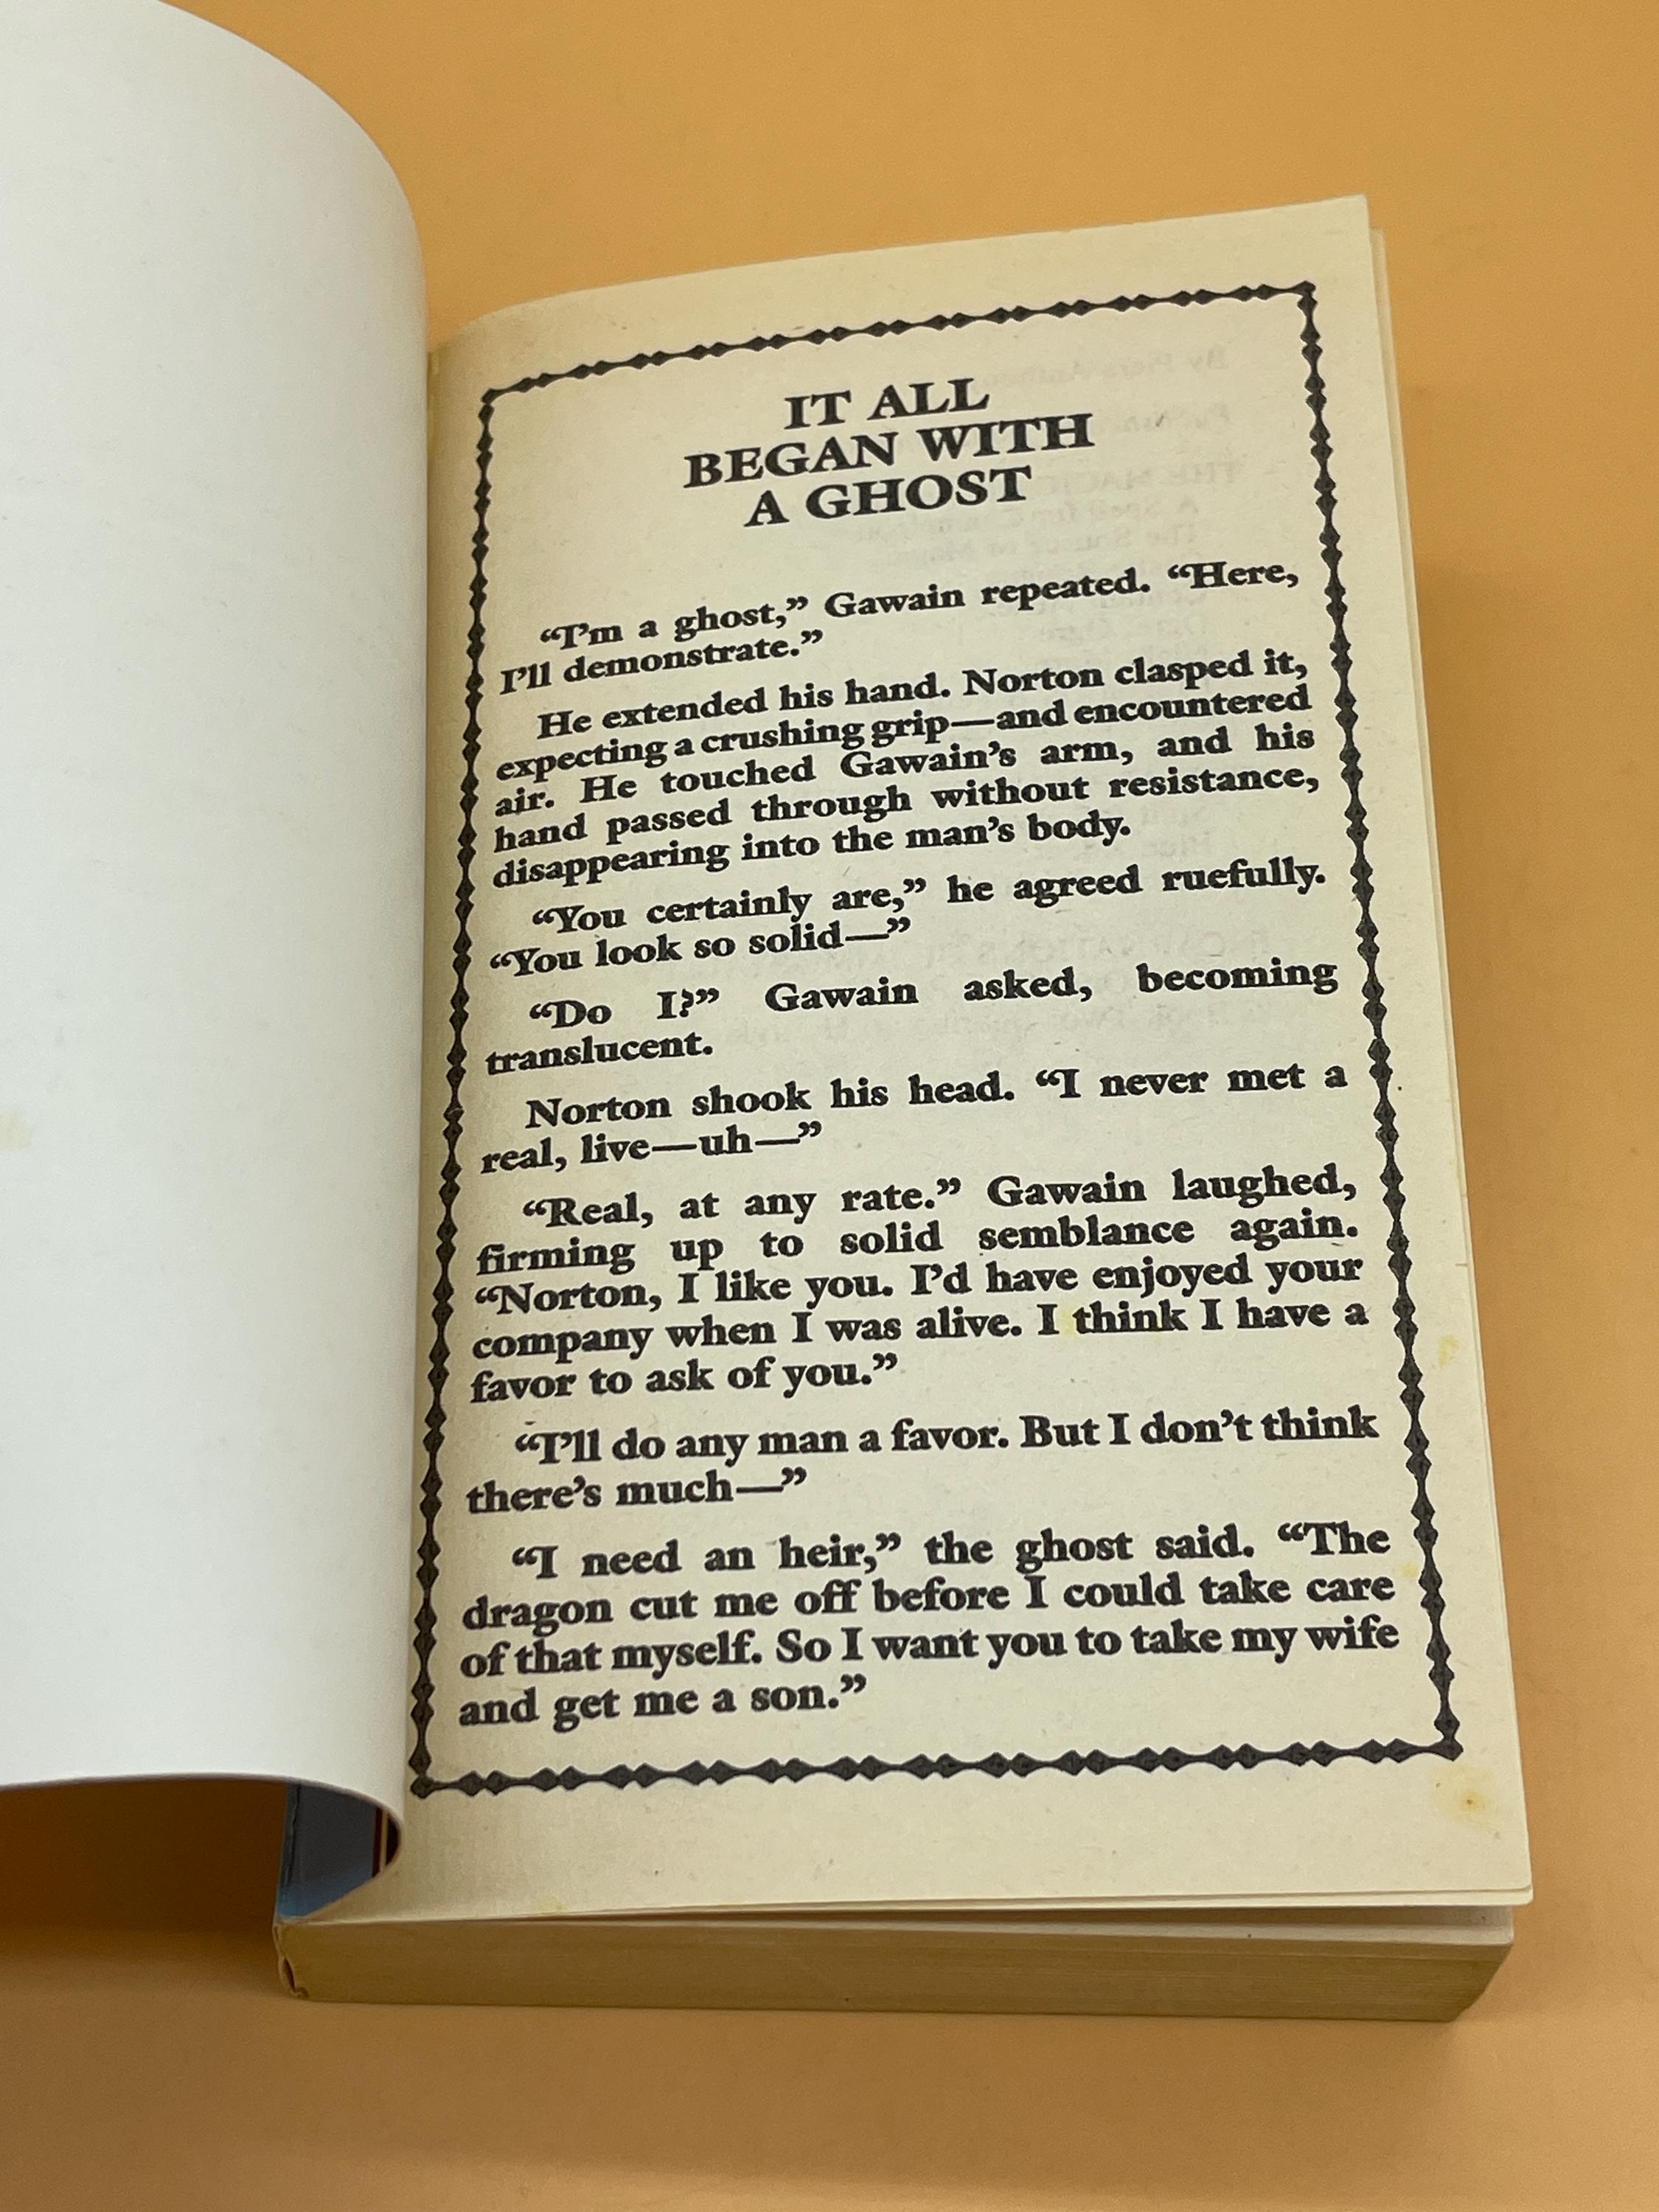 IT ALL
BEGAN WITH
A GHOST
“I’m a ghost,” Gawain repeated. “Here,
I’ll demonstrate.”
He extended his hand. Norton clasped it,
expecting a crushing grip—and encountered
air. He touched Gawain’s arm, and his
hand passed through without resistance,
disappearing into the man’s body.
“You certainly are,” he agreed ruefully.
“You look so solid—”
“Do I?” Gawain asked, becoming
translucent.
Norton shook his head. “I never met a
real, live—uh—”
“Real, at any rate.” Gawain laughed,
firming up to solid semblance again.
“Norton, I like you. I’d have enjoyed your
company when I was alive. I think I have a
favor to ask of you.”
“I’ll do any man a favor. But I don’t think
there’s much—”
“I need an heir,” the ghost said. “The
dragon cut me off before I could take care
of that myself. So I want you to take my wife
and get me a son.”